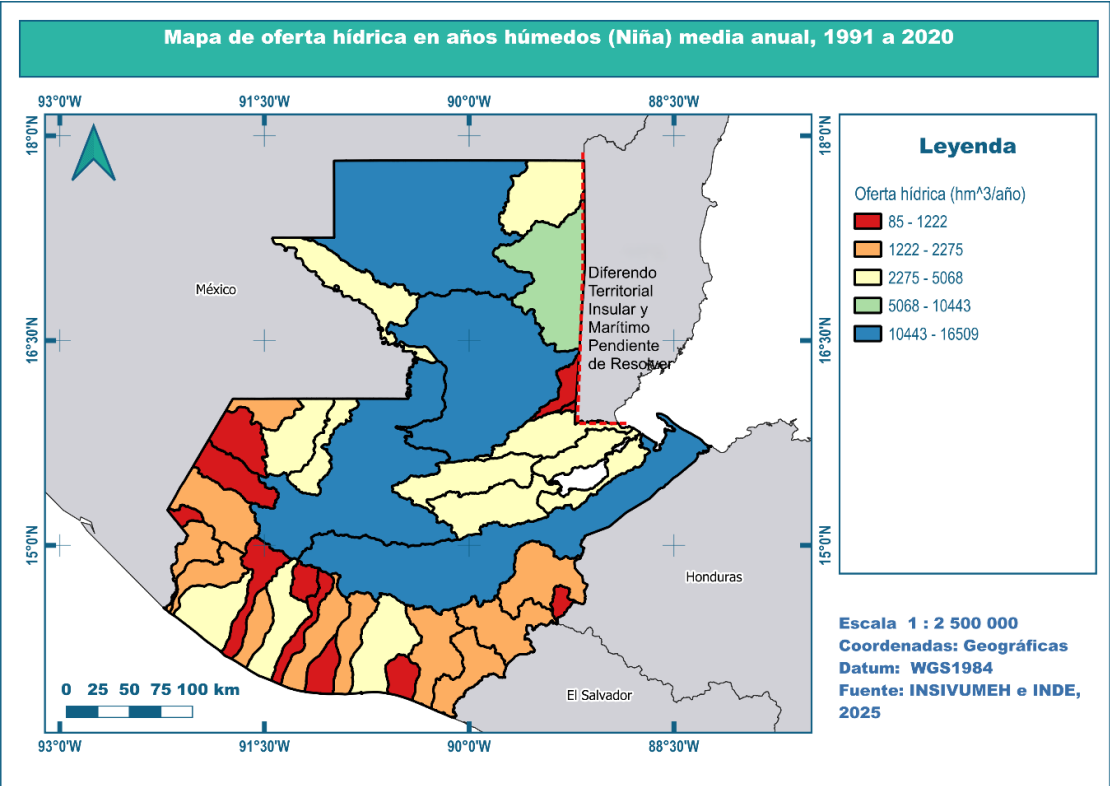 Mapa de oferta hídrica en años húmedos (Niña) media anual, 1991 a 2020
93°0'W 91°30'W 90°0'W 88°30'W
18°0'N
18°0'N
México
Diferendo
Territorial
Insular y
Marítimo
Pendiente
de Resolver
16°30'N
16°30'N
15°0'N
15°0'N
Honduras
El Salvador
0 25 50 75 100 km
93°0'W 91°30'W 90°0'W 88°30'W
Leyenda
Oferta hídrica (hm^3/año)
85 - 1222
1222 - 2275
2275 - 5068
5068 - 10443
10443 - 16509
Escala 1 : 2 500 000
Coordenadas: Geográficas
Datum: WGS1984
Fuente: INSIVUMEH e INDE,
2025